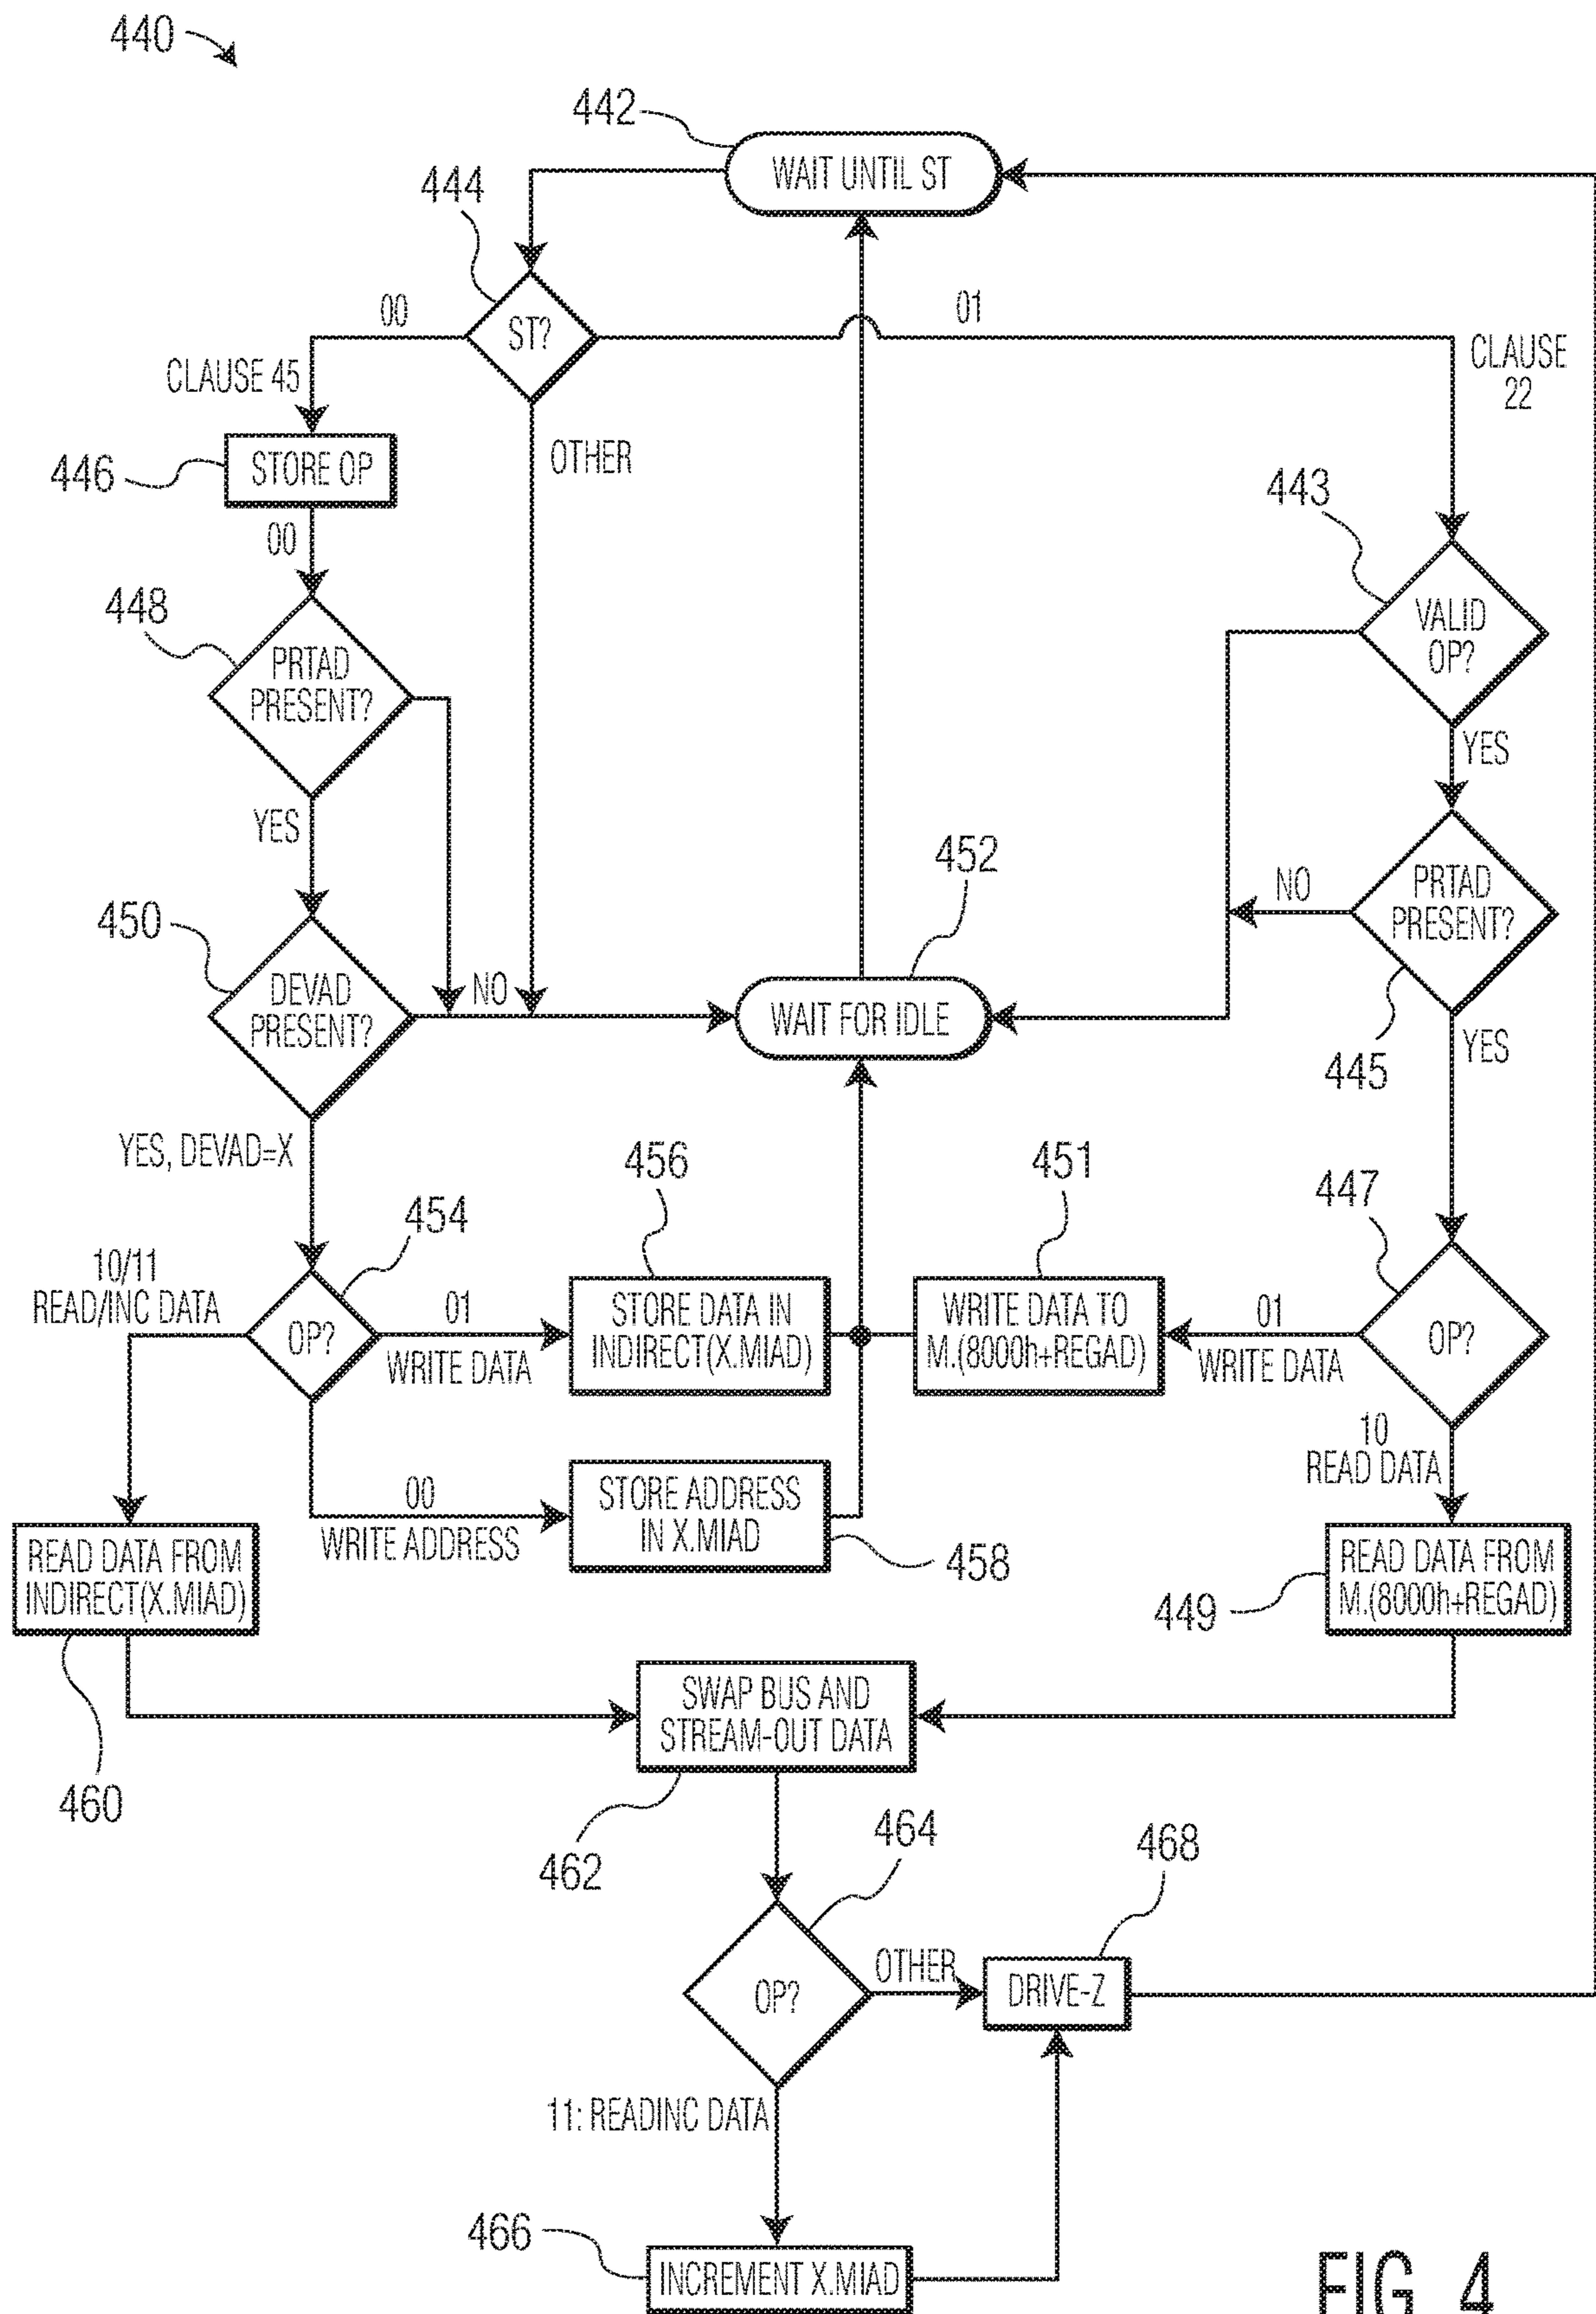 440
442
WAIT UNTIL ST
444
ST?
00
01
CLAUSE 45
CLAUSE
22
OTHER
446
STORE OP
00
443
VALID
OP?
448
PRTAD
PRESENT?
YES
YES
452
NO
PRTAD
PRESENT?
445
YES
450
DEVAD
PRESENT?
NO
WAIT FOR IDLE
YES, DEVAD=X
456
451
447
454
10/11
READ/INC DATA
OP?
01
WRITE DATA
STORE DATA IN
INDIRECT(X.MIAD)
WRITE DATA TO
M.(8000h+REGAD)
01
WRITE DATA
OP?
10
READ DATA
00
WRITE ADDRESS
STORE ADDRESS
IN X.MIAD
458
READ DATA FROM
INDIRECT(X.MIAD)
460
449
READ DATA FROM
M.(8000h+REGAD)
SWAP BUS AND
STREAM-OUT DATA
462
464
468
OP?
OTHER
DRIVE-Z
11: READINC DATA
466
INCREMENT X.MIAD
FIG. 4